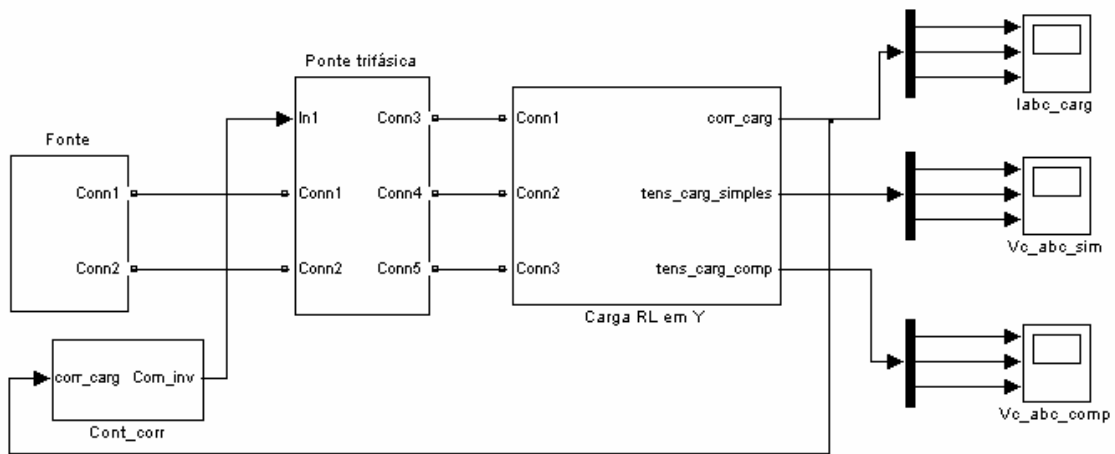 Ponte trifásica
In1
Conn3
Conn1
Conn4
Conn2
Conn5
Fonte
Conn1
Conn2
Conn1
corr_carg
Conn2
tens_carg_simples
Conn3
tens_carg_comp
Carga RL em Y
Iabc_carg
Vc_abc_sim
Vc_abc_comp
corr_carg
Com_inv
Cont_corr